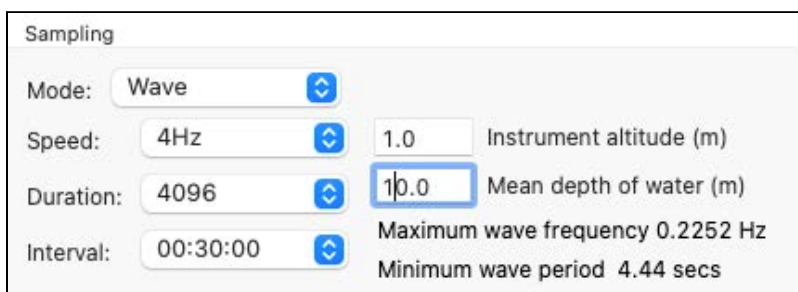 Sampling
Mode: Wave
Speed: 4Hz 1.0 Instrument altitude (m)
Duration: 4096 10.0 Mean depth of water (m)
Interval: 00:30:00 Maximum wave frequency 0.2252 Hz
Minimum wave period 4.44 secs